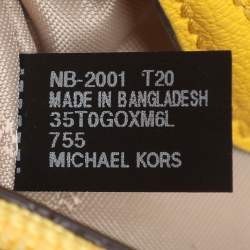 NB-2001 T20
MADE IN BANGLADESH
35T0GOXM6L
755
MICHAEL KORS